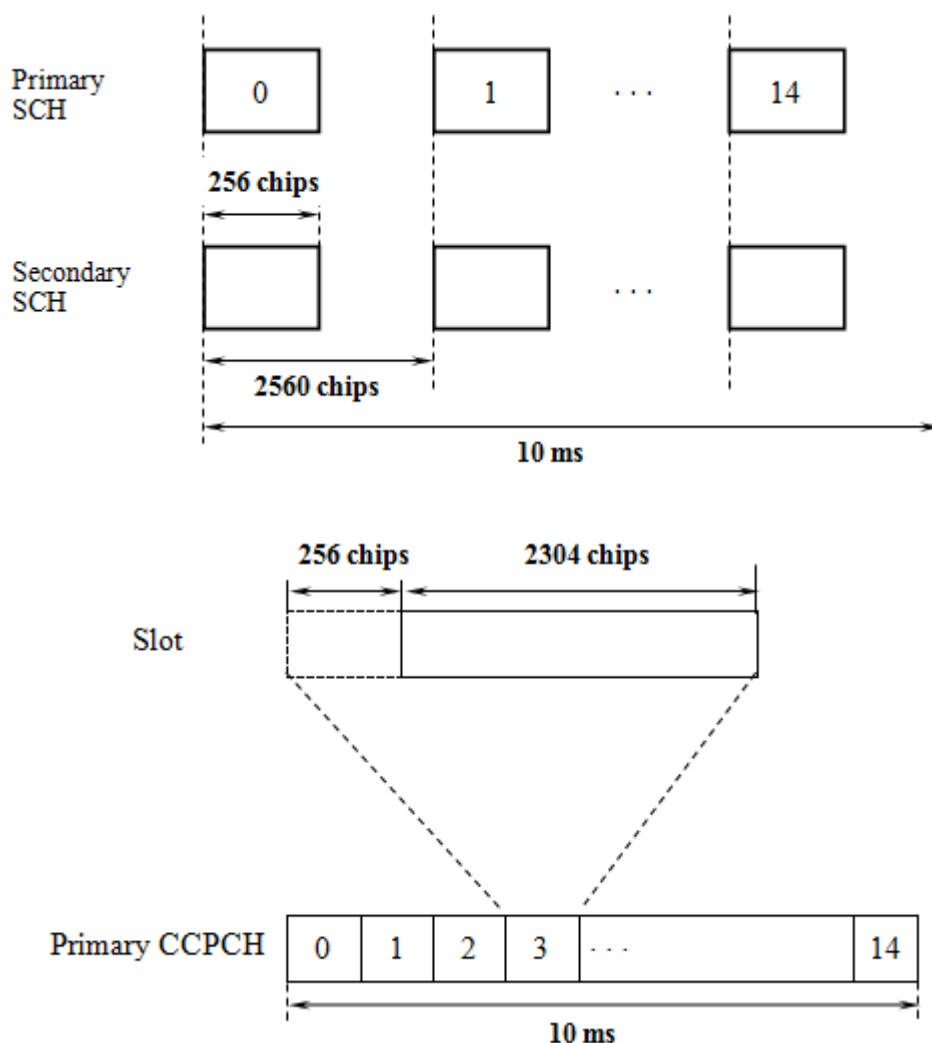 Primary
SCH
0
1
. . .
14
256 chips
Secondary
SCH
. . .
2560 chips
10 ms
256 chips
2304 chips
Slot
Primary CCPCH
0
1
2
3
. . .
14
10 ms